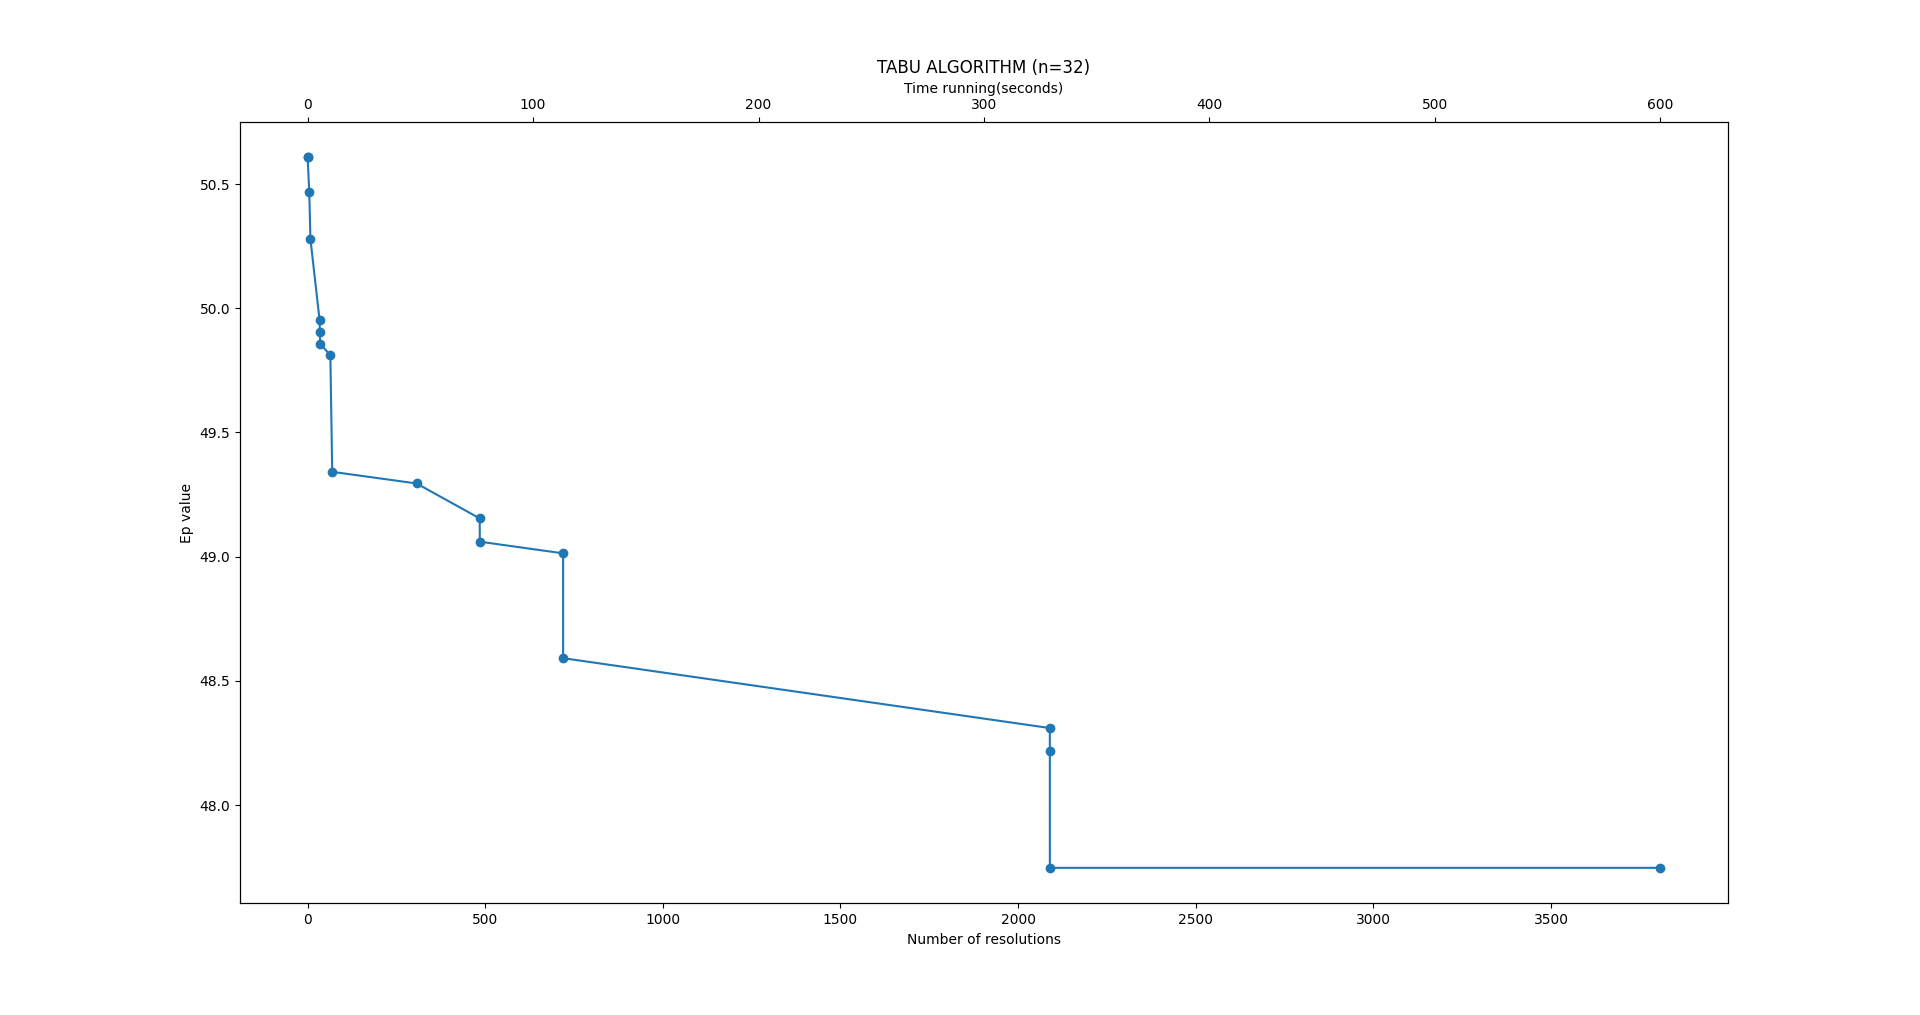 TABU ALGORITHM (n=32)
Time running(seconds)
0 100 200 300 400 500 600
50.5
50.0
49.5
49.0
48.5
48.0
Ep value
0 500 1000 1500 2000 2500 3000 3500
Number of resolutions